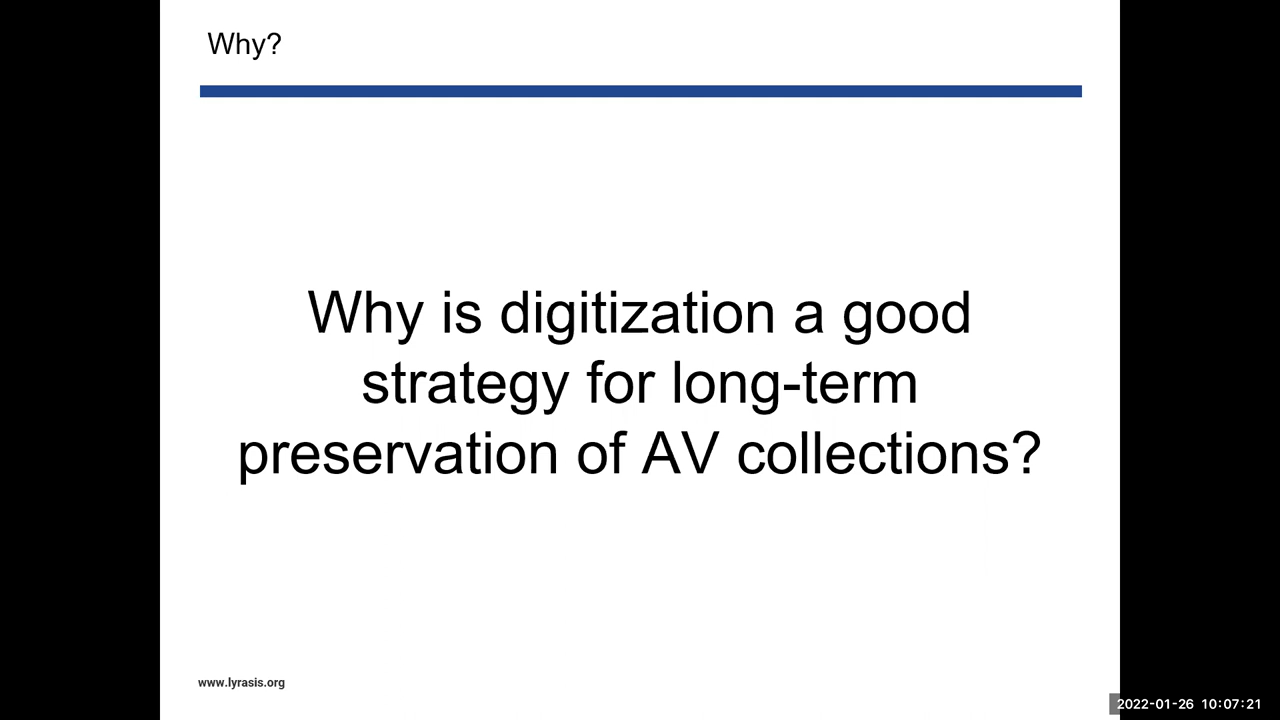 Why?
Why is digitization a good
strategy for long-term
preservation of AV collections?
www.lyrasis.org
2022-01-26 10:07:21